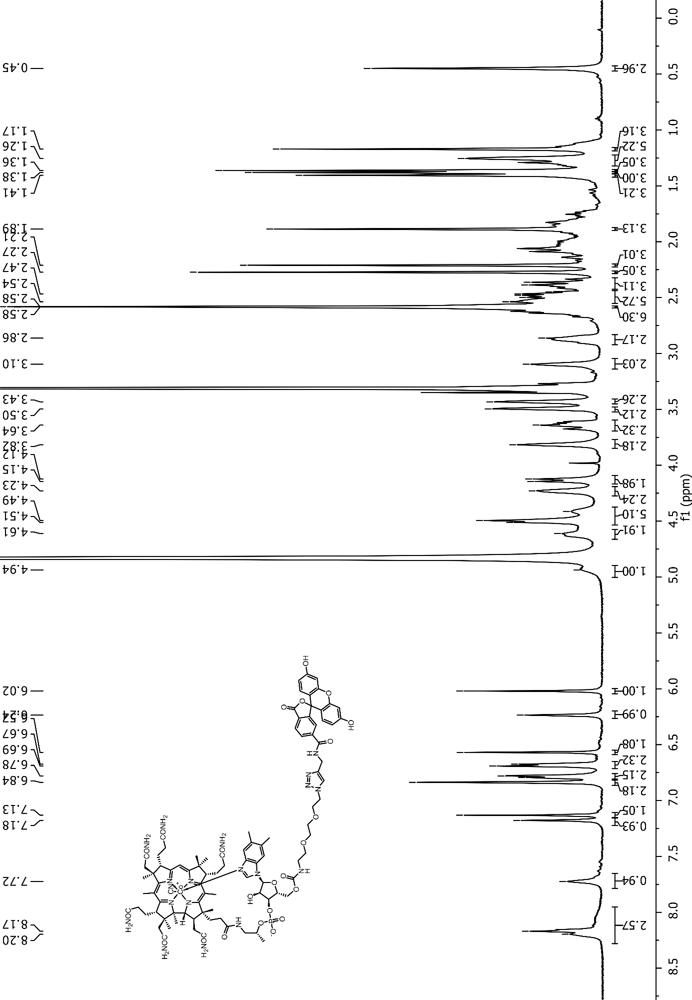 0.45
1.17
1.26
1.36
1.38
1.41
1.89
2.21
2.27
2.47
2.54
2.58
2.58
2.86
3.10
3.43
3.50
3.64
3.82
4.12
4.15
4.23
4.49
4.51
4.61
4.94
6.02
6.24
6.57
6.67
6.69
6.78
6.84
7.13
7.18
7.72
8.17
8.20
CONH2
CONH2
CONH2
H2NOC
H2NOC
H2NOC
CN
Co+
N
N
N
N
H
N
N
O
NH
O
HO
O
O
P
O
-O
O
O
O
N
H
O
O
N
N
N
H
N
O
O
O
O
OH
HO
2.96
3.16
5.22
3.05
3.00
3.21
3.13
3.01
3.05
3.11
5.72
6.30
2.17
2.03
2.26
2.12
2.32
2.18
1.98
2.24
5.10
1.91
1.00
1.00
0.99
1.08
2.32
2.15
2.18
1.05
0.93
0.94
2.57
0.0
0.5
1.0
1.5
2.0
2.5
3.0
3.5
4.0
4.5
5.0
5.5
6.0
6.5
7.0
7.5
8.0
8.5
f1 (ppm)